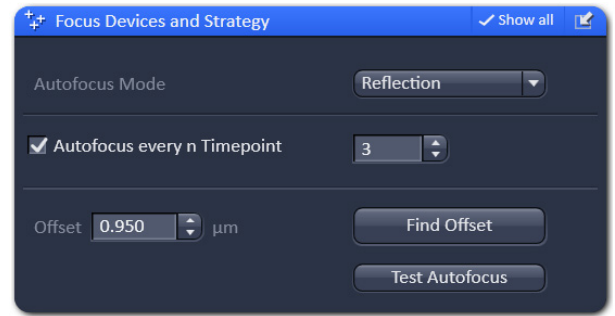 Focus Devices and Strategy Show all
Autofocus Mode Reflection
Autofocus every n Timepoint 3
Offset 0.950 µm Find Offset
Test Autofocus